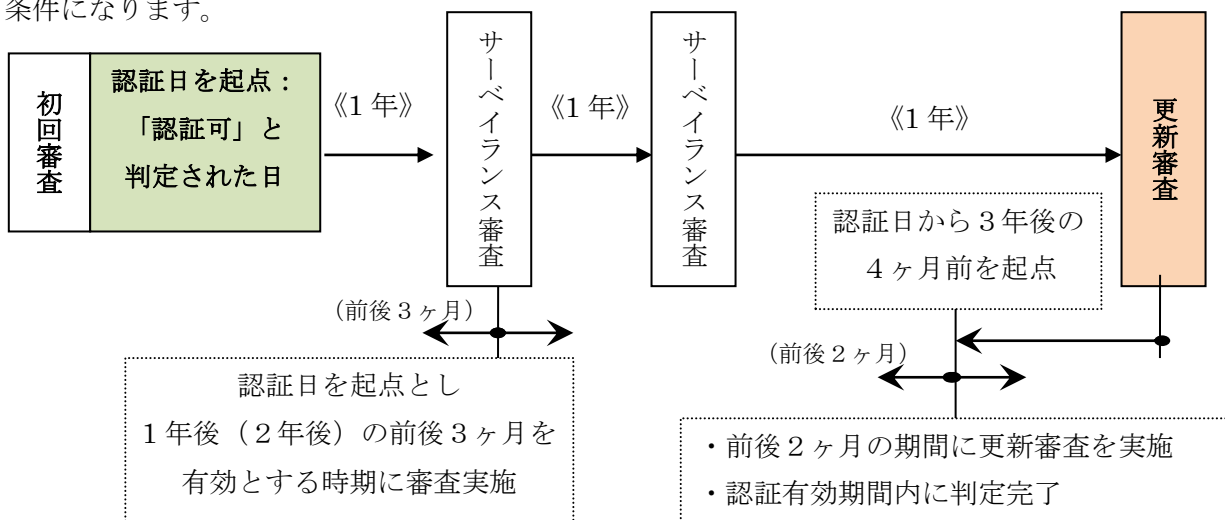 条件になります。
初回審査
認証日を起点：
「認証可」と
判定された日
《1 年》
サーベイランス審査
《1 年》
サーベイランス審査
《1 年》
更新審査
認証日から３年後の
４ヶ月前を起点
（前後３ヶ月）
（前後２ヶ月）
認証日を起点とし
１年後（２年後）の前後３ヶ月を
有効とする時期に審査実施
・前後２ヶ月の期間に更新審査を実施
・認証有効期間内に判定完了